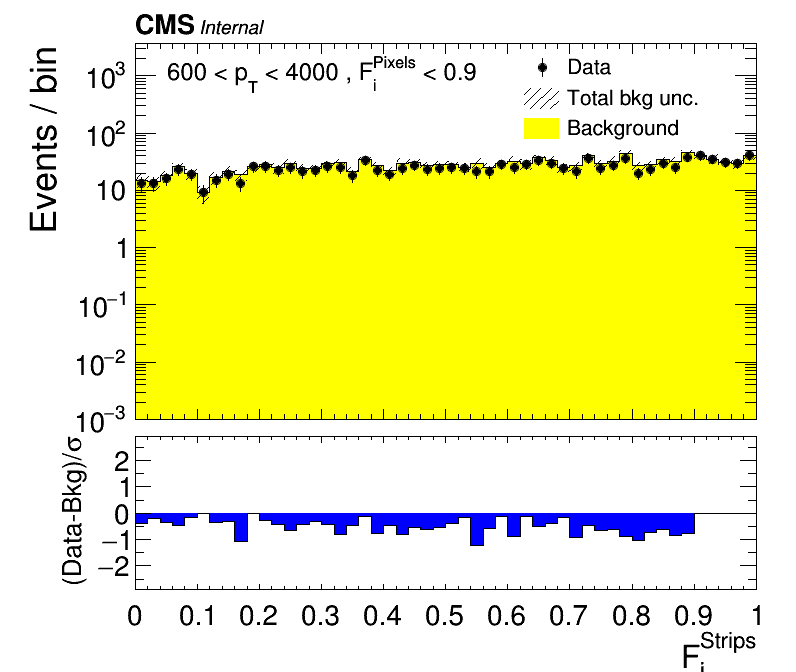 CMS Internal
600 < p_T < 4000 , F_i^Pixels < 0.9
Data
Total bkg unc.
Background
Events / bin
10^3
10^2
10
1
10^−1
10^−2
10^−3
(Data-Bkg)/σ
2
1
0
−1
−2
0 0.1 0.2 0.3 0.4 0.5 0.6 0.7 0.8 0.9 1
F_i^Strips